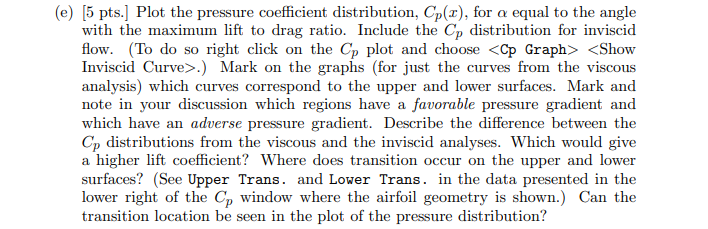 (e) [5 pts.] Plot the pressure coefficient distribution, Cp(x), for α equal to the angle
with the maximum lift to drag ratio. Include the Cp distribution for inviscid
flow. (To do so right click on the Cp plot and choose <Cp Graph> <Show
Inviscid Curve>.) Mark on the graphs (for just the curves from the viscous
analysis) which curves correspond to the upper and lower surfaces. Mark and
note in your discussion which regions have a favorable pressure gradient and
which have an adverse pressure gradient. Describe the difference between the
Cp distributions from the viscous and the inviscid analyses. Which would give
a higher lift coefficient? Where does transition occur on the upper and lower
surfaces? (See Upper Trans. and Lower Trans. in the data presented in the
lower right of the Cp window where the airfoil geometry is shown.) Can the
transition location be seen in the plot of the pressure distribution?